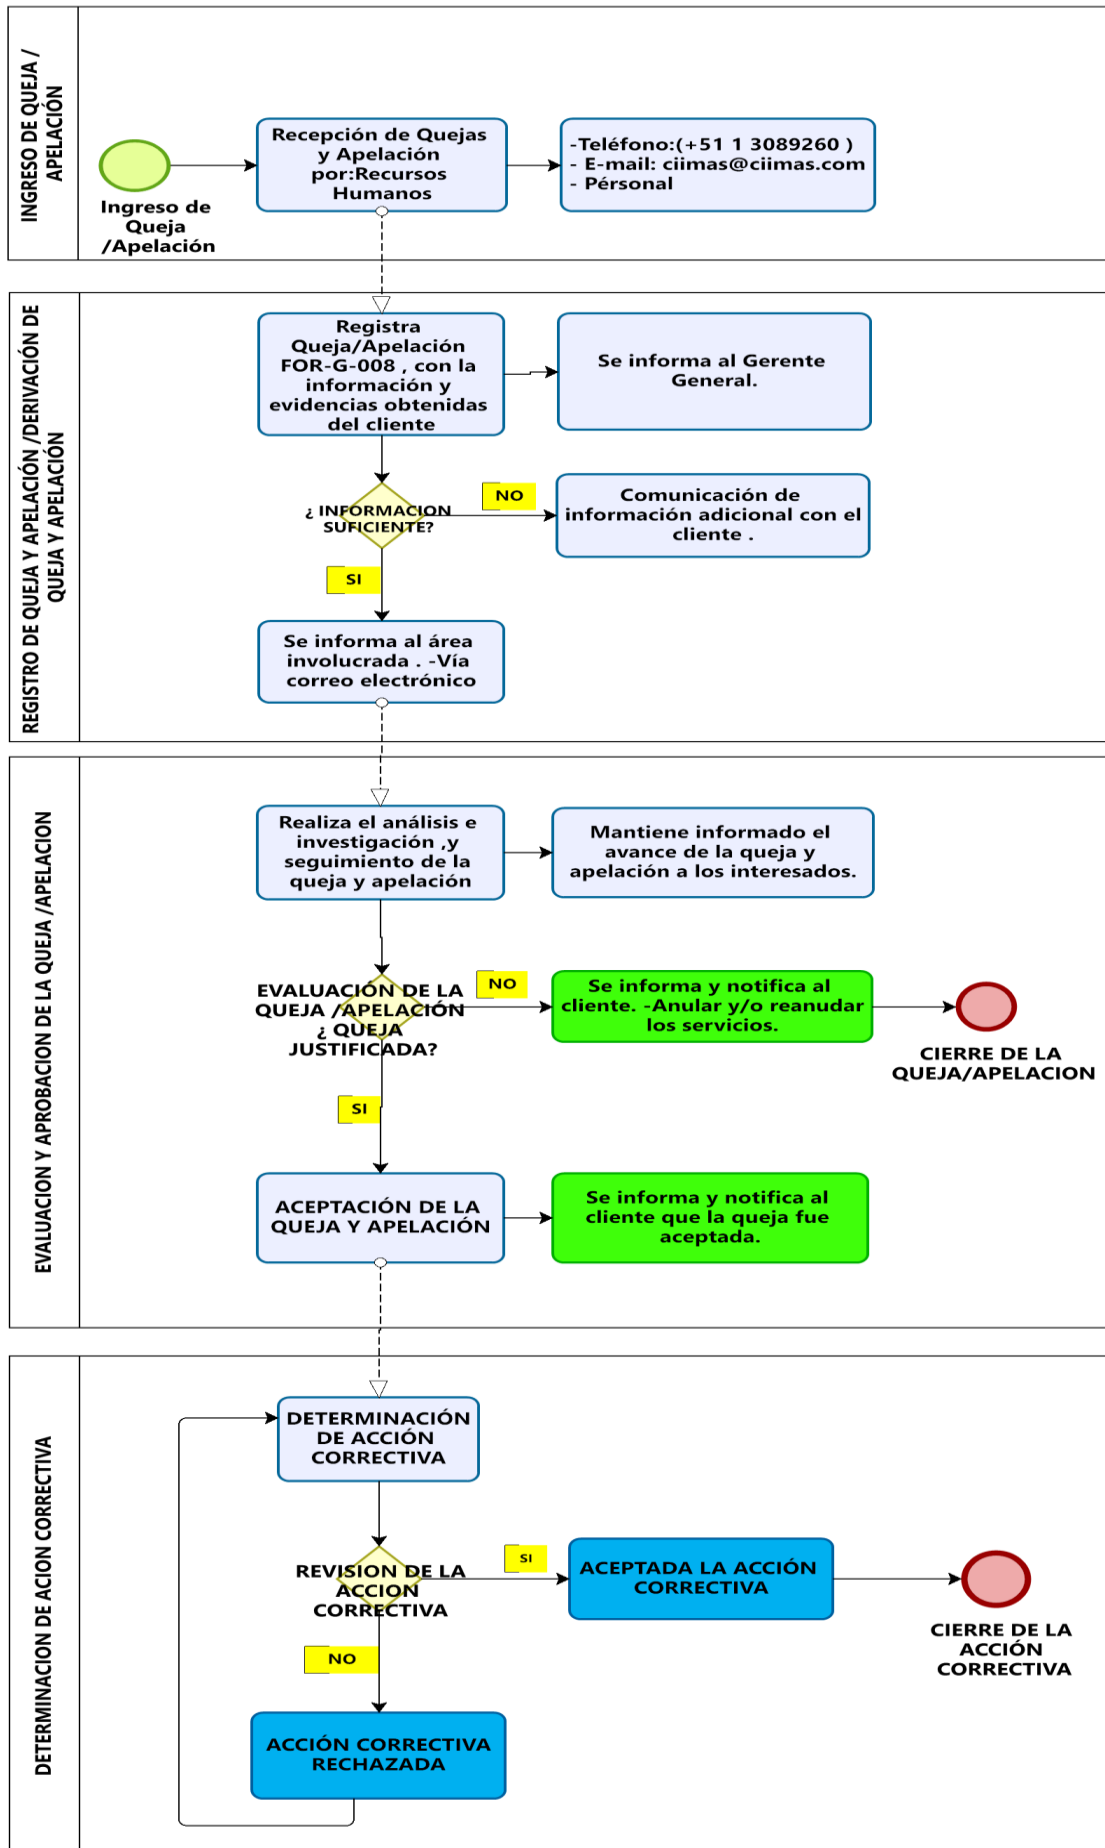 INGRESO DE QUEJA /
APELACIÓN
Ingreso de
Queja
/Apelación
Recepción de Quejas
y Apelación
por:Recursos
Humanos
-Teléfono:(+51 1 3089260 )
- E-mail: ciimas@ciimas.com
- Pérsonal
REGISTRO DE QUEJA Y APELACIÓN /DERIVACIÓN DE
QUEJA Y APELACIÓN
Registra
Queja/Apelación
FOR-G-008 , con la
información y
evidencias obtenidas
del cliente
Se informa al Gerente
General.
¿ INFORMACION
SUFICIENTE?
NO
Comunicación de
información adicional con el
cliente .
SI
Se informa al área
involucrada . -Vía
correo electrónico
EVALUACION Y APROBACION DE LA QUEJA /APELACION
Realiza el análisis e
investigación ,y
seguimiento de la
queja y apelación
Mantiene informado el
avance de la queja y
apelación a los interesados.
EVALUACIÓN DE LA
QUEJA /APELACIÓN
¿ QUEJA
JUSTIFICADA?
NO
Se informa y notifica al
cliente. -Anular y/o reanudar
los servicios.
CIERRE DE LA
QUEJA/APELACION
SI
ACEPTACIÓN DE LA
QUEJA Y APELACIÓN
Se informa y notifica al
cliente que la queja fue
aceptada.
DETERMINACION DE ACION CORRECTIVA
DETERMINACIÓN
DE ACCIÓN
CORRECTIVA
REVISION DE LA
ACCION
CORRECTIVA
SI
ACEPTADA LA ACCIÓN
CORRECTIVA
CIERRE DE LA
ACCIÓN
CORRECTIVA
NO
ACCIÓN CORRECTIVA
RECHAZADA